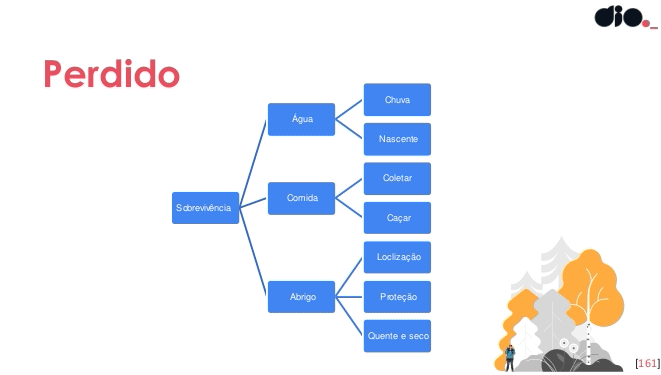 dio._
Perdido
Sobrevivência
Água
Chuva
Nascente
Comida
Coletar
Caçar
Abrigo
Loclização
Proteção
Quente e seco
[161]